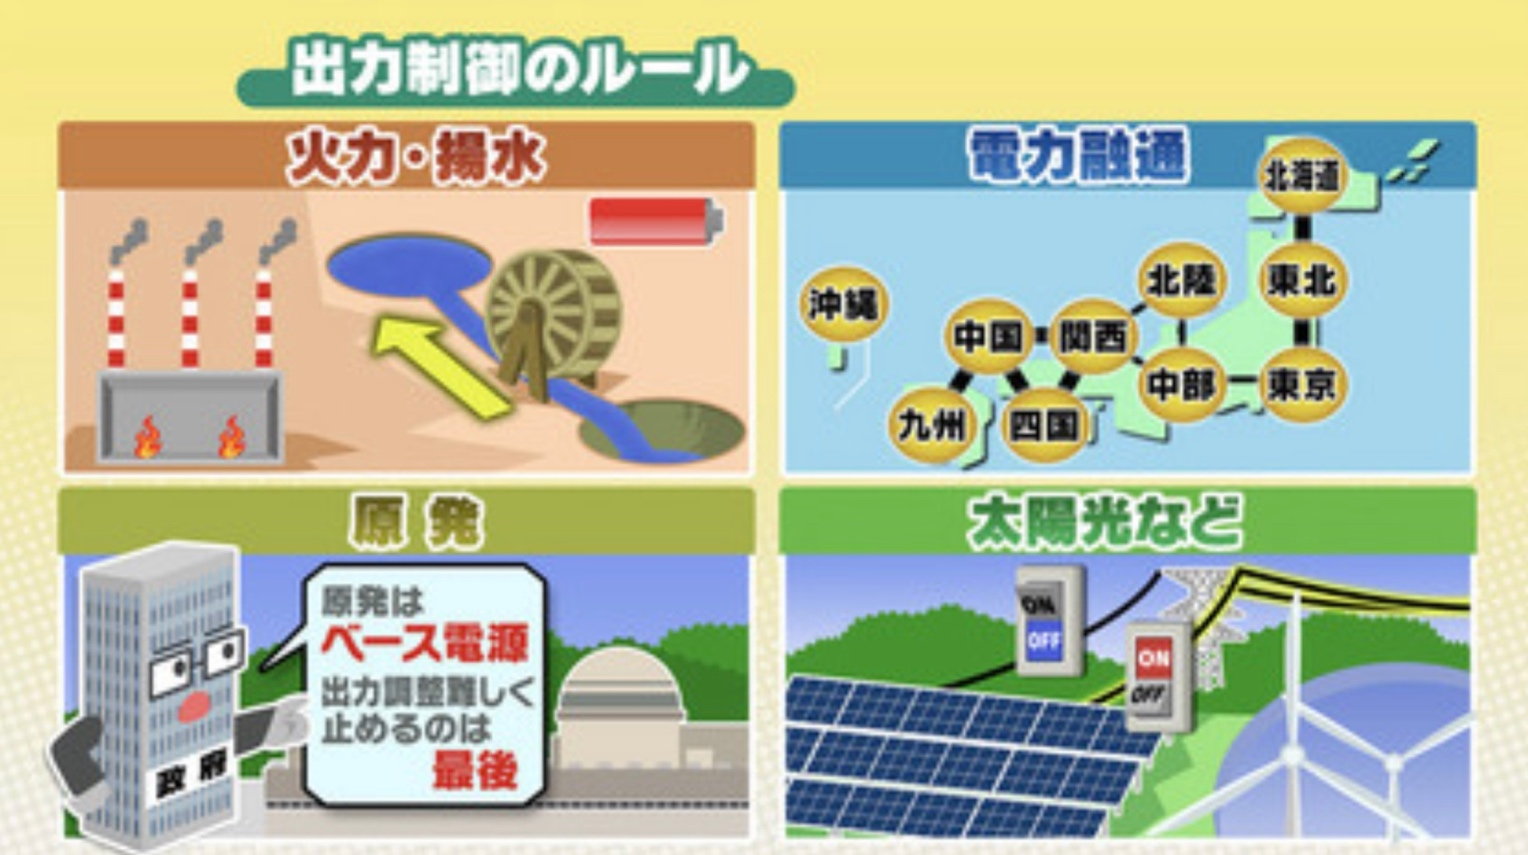 出力制御のルール
火力・揚水
電力融通
北海道
北陸
東北
沖縄
中国
関西
中部
東京
九州
四国
原発
原発は
ベース電源
出力調整難しく
止めるのは
最後
政府
太陽光など
ON
OFF
ON
OFF